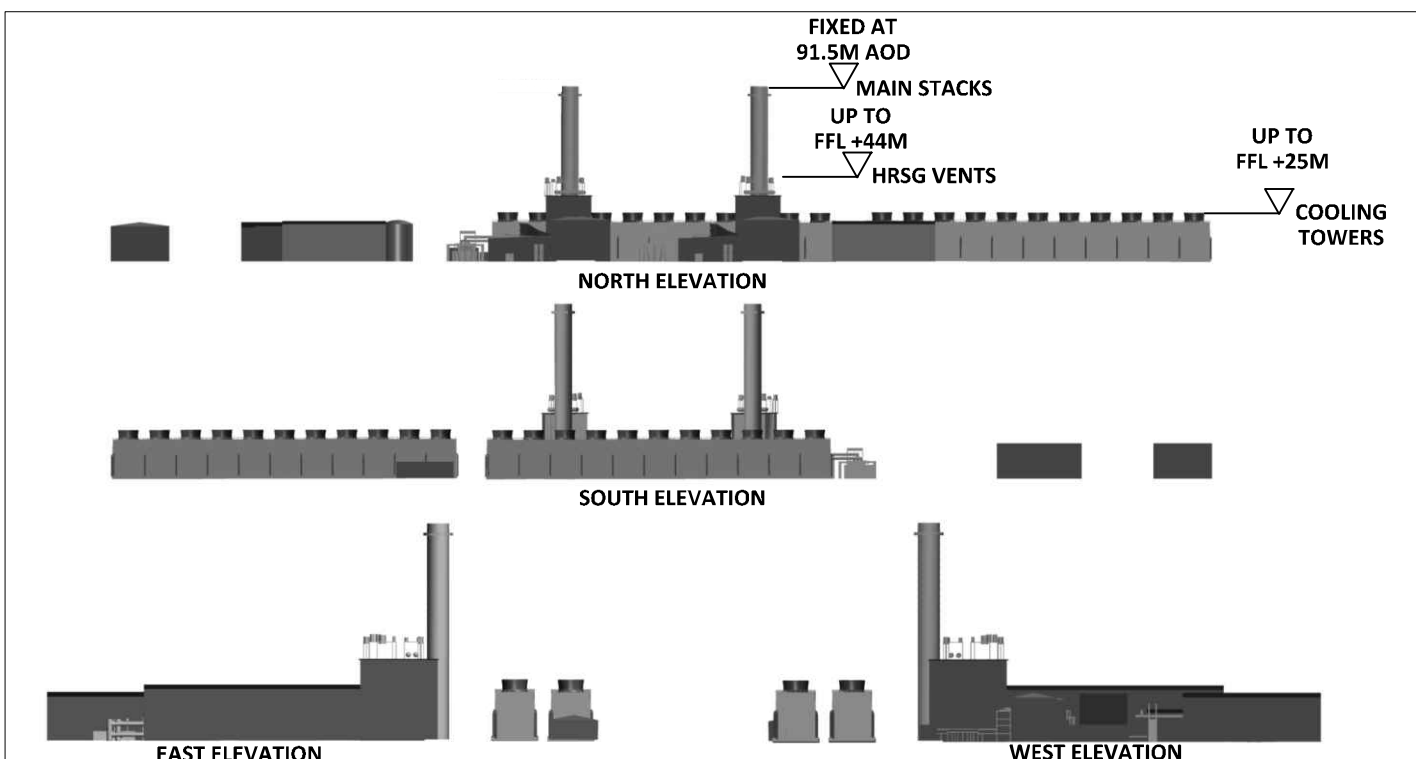 FIXED AT
91.5M AOD
MAIN STACKS
UP TO
FFL +44M
HRSG VENTS
UP TO
FFL +25M
COOLING
TOWERS
NORTH ELEVATION
SOUTH ELEVATION
EAST ELEVATION
WEST ELEVATION